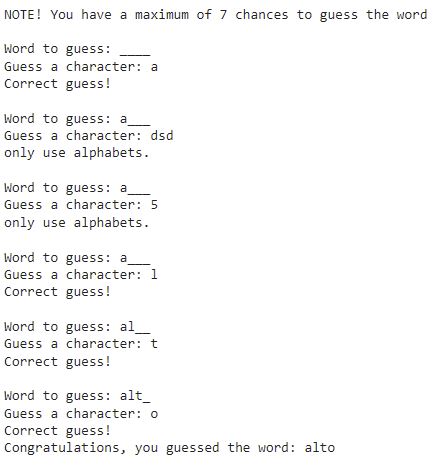 NOTE! You have a maximum of 7 chances to guess the word
Word to guess: ____
Guess a character: a
Correct guess!
Word to guess: a___
Guess a character: dsd
only use alphabets.
Word to guess: a___
Guess a character: 5
only use alphabets.
Word to guess: a___
Guess a character: l
Correct guess!
Word to guess: al__
Guess a character: t
Correct guess!
Word to guess: alt_
Guess a character: o
Correct guess!
Congratulations, you guessed the word: alto